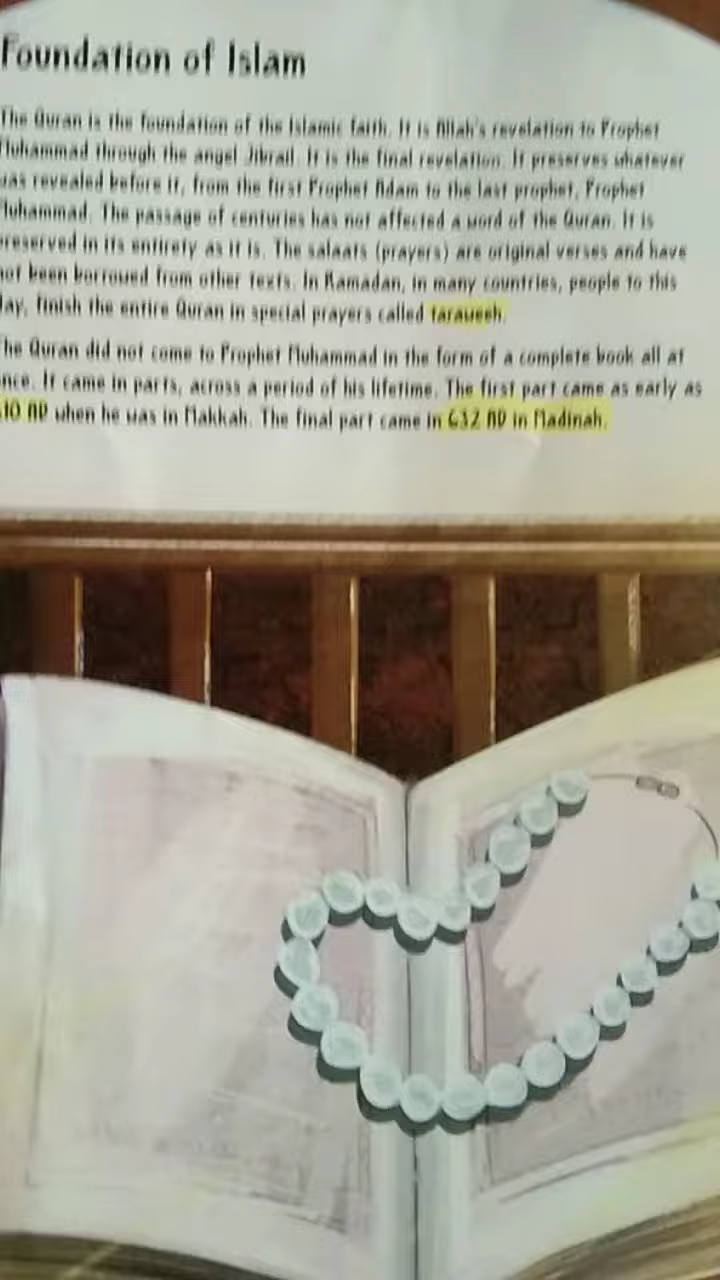 Foundation of Islam
The Quran is the foundation of the Islamic faith. It is Allah's revelation to Prophet
Muhammad through the angel Jibrail. It is the final revelation. It preserves whatever
was revealed before it, from the first Prophet Adam to the last prophet, Prophet
Muhammad. The passage of centuries has not affected a word of the Quran. It is
preserved in its entirety as it is. The salaats (prayers) are original verses and have
not been borrowed from other texts. In Ramadan, in many countries, people to this
day, finish the entire Quran in special prayers called taraweeh.
The Quran did not come to Prophet Muhammad in the form of a complete book all at
once. It came in parts, across a period of his lifetime. The first part came as early as
610 AD when he was in Makkah. The final part came in 632 AD in Madinah.